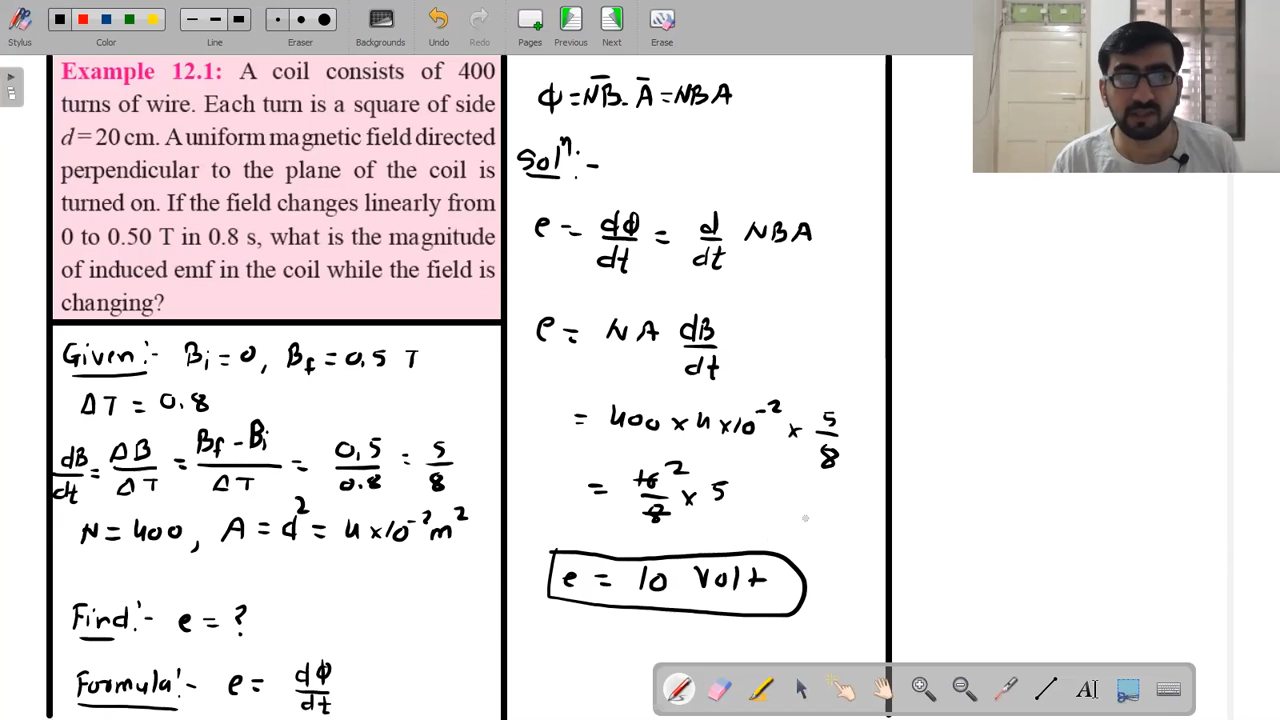 Stylus Color Line Eraser Backgrounds Undo Redo Pages Previous Next Erase
Example 12.1: A coil consists of 400
turns of wire. Each turn is a square of side
d = 20 cm. A uniform magnetic field directed
perpendicular to the plane of the coil is
turned on. If the field changes linearly from
0 to 0.50 T in 0.8 s, what is the magnitude
of induced emf in the coil while the field is
changing?
Given:- Bi = 0, Bf = 0.5 T
ΔT = 0.8
dB/dt = ΔB/ΔT = Bf - Bi/ΔT = 0.5/0.8 = 5/8
N = 400, A = d² = 4 x 10⁻² m²
Find:- e = ?
Formula:- e = dϕ/dt
ϕ = NB̅. A̅ = NBA
Solⁿ:-
e = dϕ/dt = d/dt NBA
e = NA dB/dt
= 400 x 4 x 10⁻² x 5/8
= 16²/8 x 5
e = 10 Volt
AI